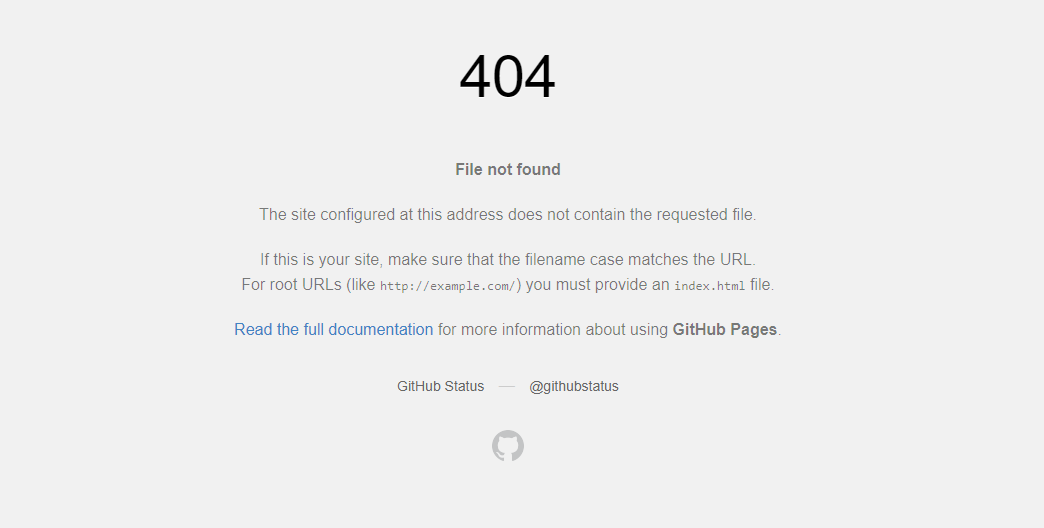 404
File not found
The site configured at this address does not contain the requested file.
If this is your site, make sure that the filename case matches the URL.
For root URLs (like http://example.com/) you must provide an index.html file.
Read the full documentation for more information about using GitHub Pages.
GitHub Status — @githubstatus